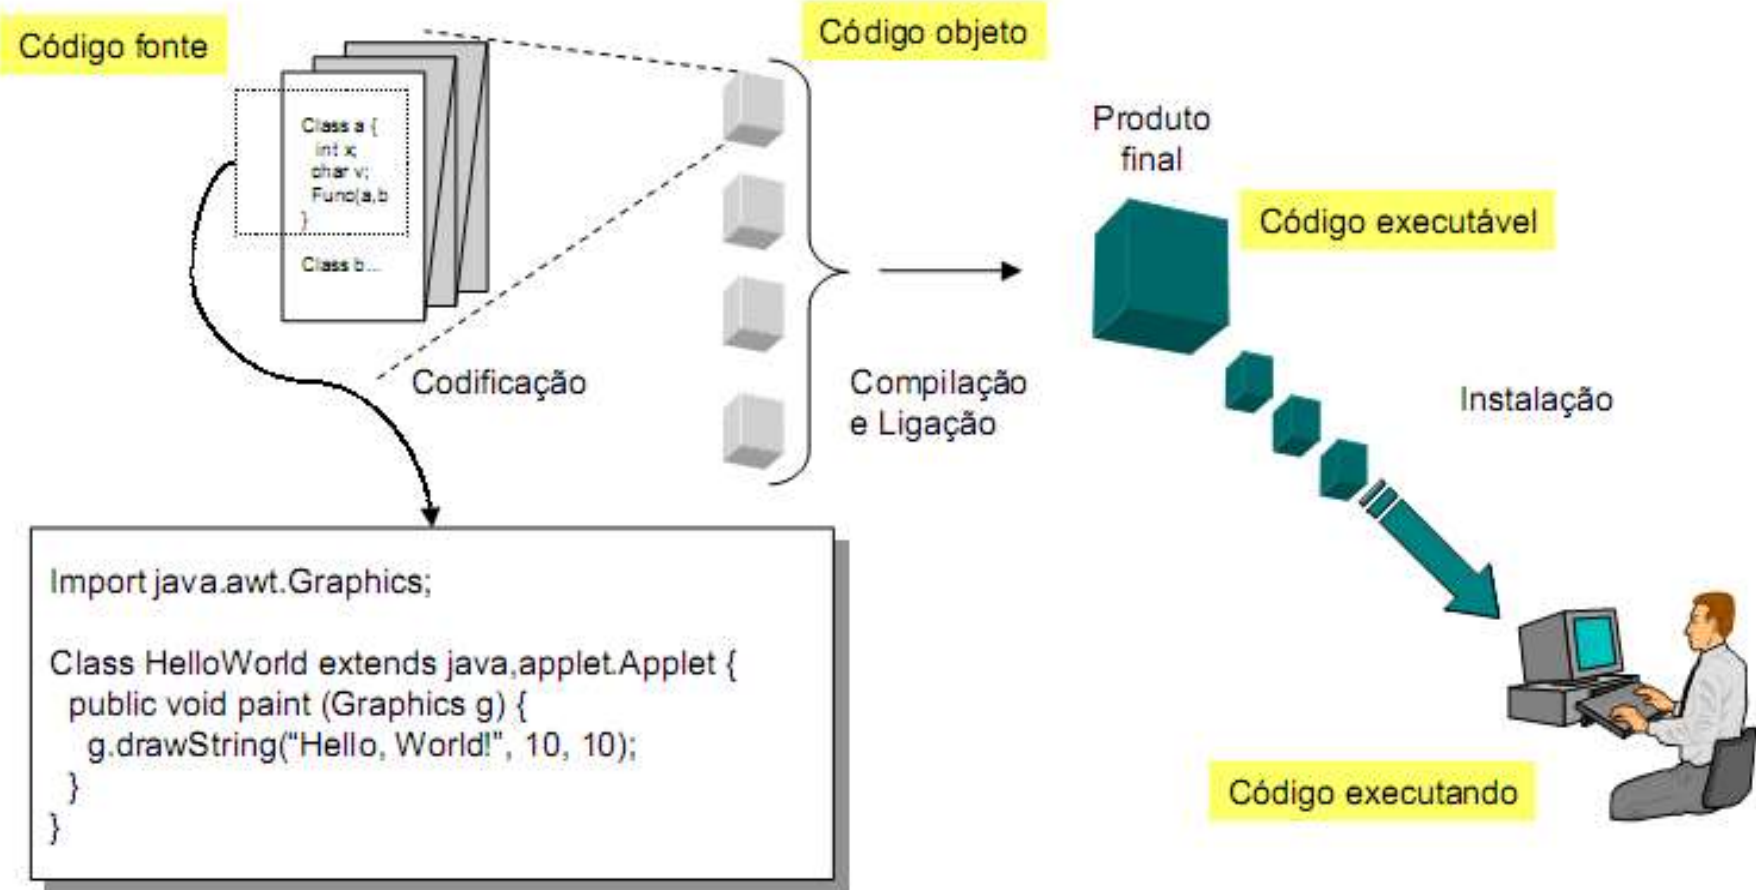 Código fonte
Código objeto
Class a {
int x;
char v;
Func(a,b
}
Class b...
Produto
final
Código executável
Codificação
Compilação
e Ligação
Instalação
Import java.awt.Graphics;
Class HelloWorld extends java,applet.Applet {
public void paint (Graphics g) {
g.drawString("Hello, World!", 10, 10);
}
}
Código executando